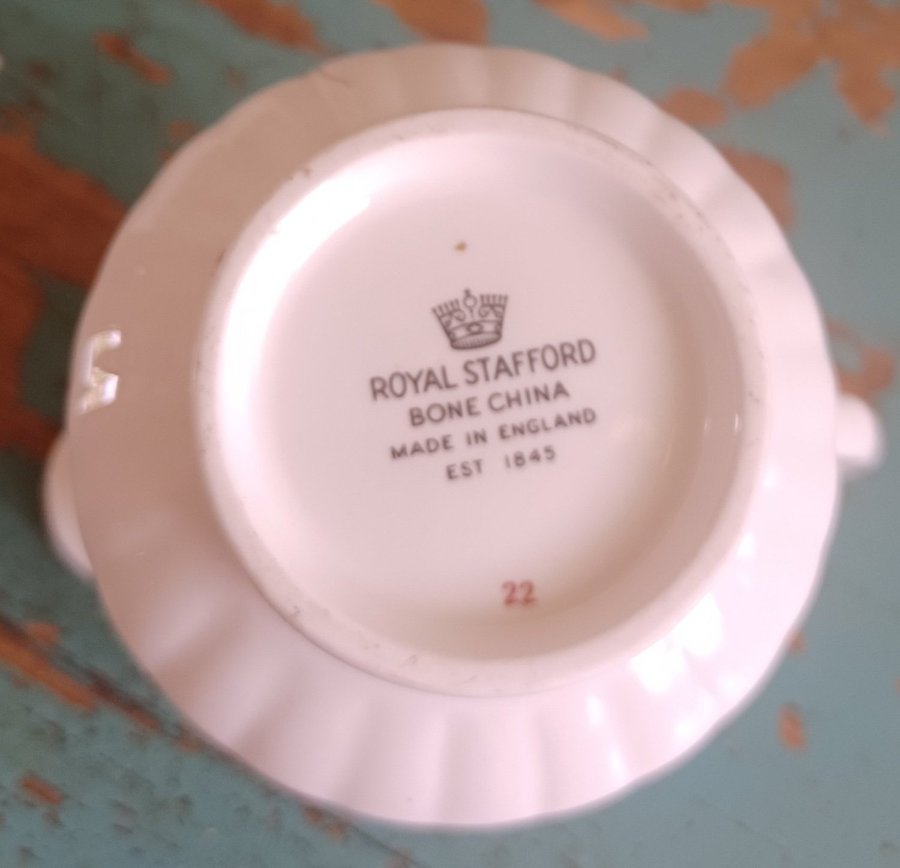 ROYAL STAFFORD
BONE CHINA
MADE IN ENGLAND
EST 1845
22